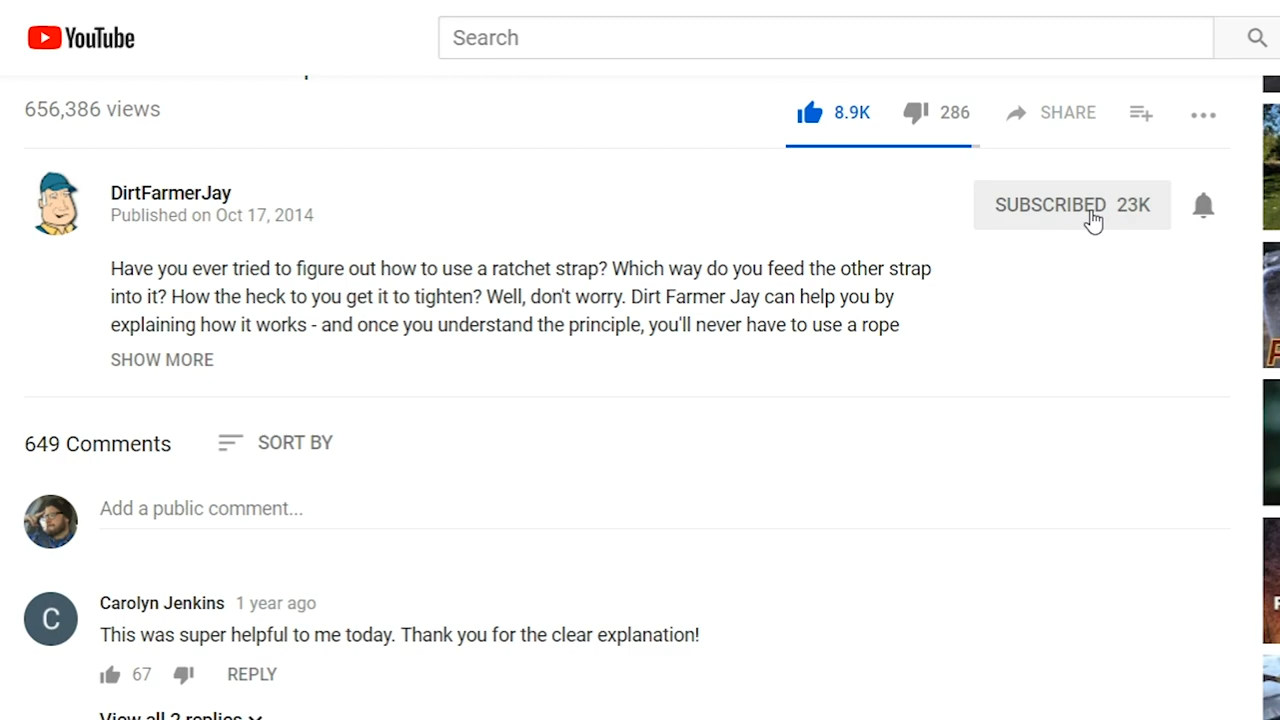 YouTube
Search
656,386 views
8.9K
286
SHARE
DirtFarmerJay
Published on Oct 17, 2014
SUBSCRIBED 23K
Have you ever tried to figure out how to use a ratchet strap? Which way do you feed the other strap
into it? How the heck to you get it to tighten? Well, don't worry. Dirt Farmer Jay can help you by
explaining how it works - and once you understand the principle, you'll never have to use a rope
SHOW MORE
649 Comments
SORT BY
Add a public comment...
C
Carolyn Jenkins 1 year ago
This was super helpful to me today. Thank you for the clear explanation!
67
REPLY
View all 2 replies